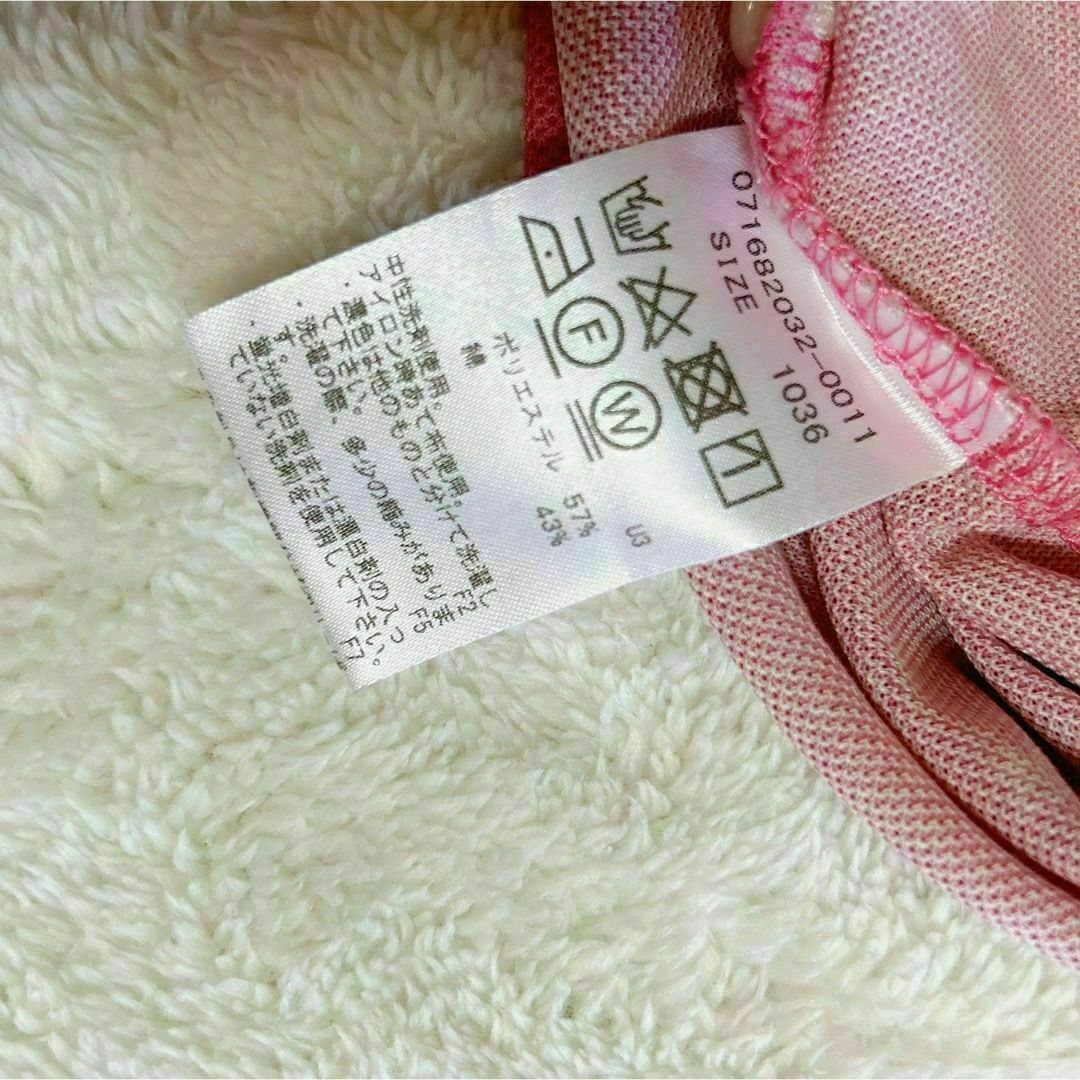 071682032-0011
SIZE 1036
F
W
U3
ポリエステル 57%
綿 43%
中性洗剤使用。
アイロンは、あて布使用。
・濃色は他のものと分けて洗濯し
て下さい。 F2
洗濯の際、多少の縮みがありま
す。 F5
・蛍光増白剤または漂白剤の入っ
ていない洗剤を使用して下さい。
F7